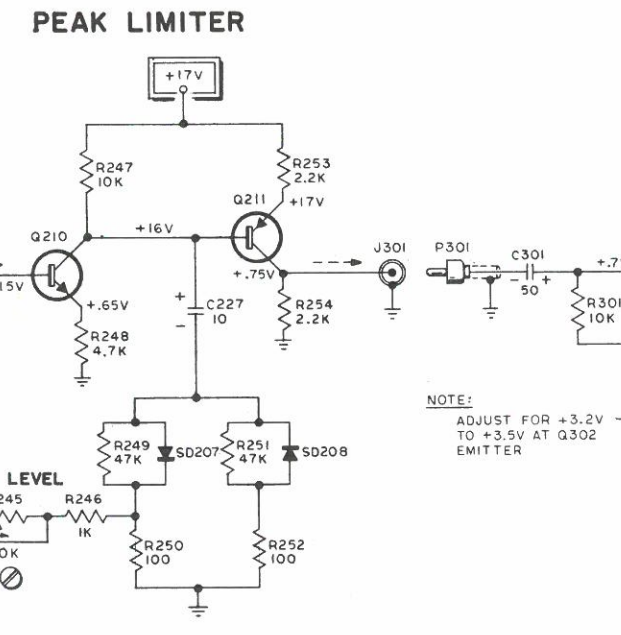 PEAK LIMITER
+17V
R247
10K
R253
2.2K
Q211
+17V
Q210
+16V
J301
P301
C301
+.75V
- 50 +
15V
+.65V
+
C227
10
-
R254
2.2K
R301
10K
R248
4.7K
NOTE:
ADJUST FOR +3.2V
TO +3.5V AT Q302
EMITTER
R249
47K
SD207
R251
47K
SD208
LEVEL
R246
1K
R250
100
R252
100